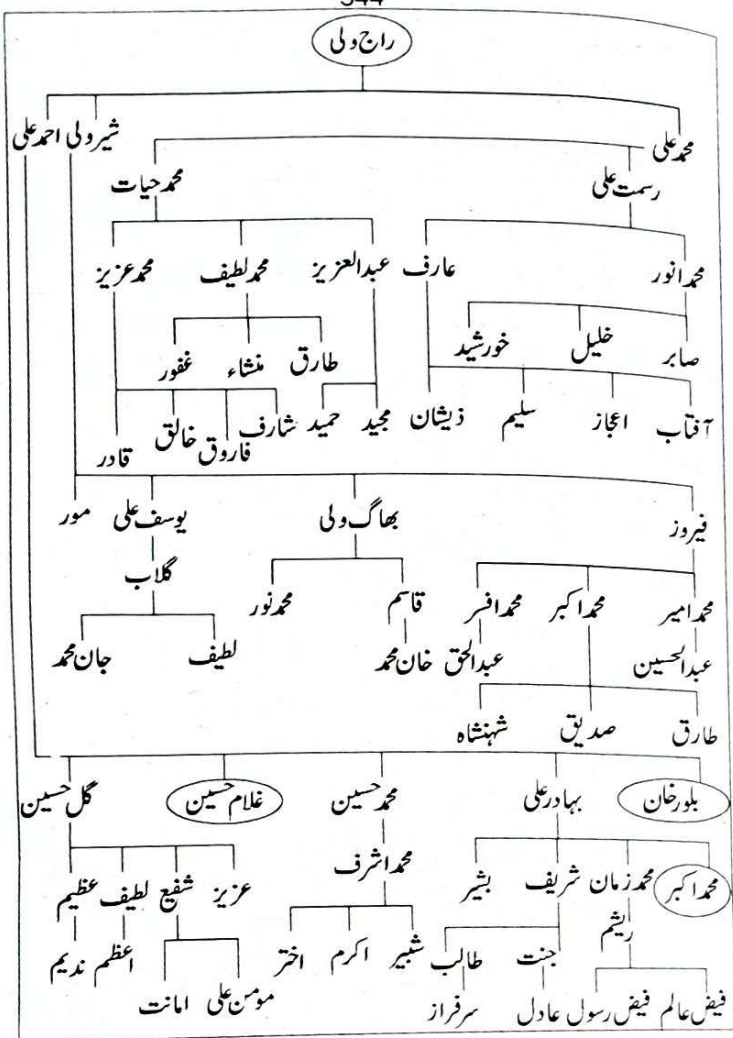 344
راج ولی
محمد علی شیر ولی احمد علی
رسمت علی محمد حیات
محمد انور عارف عبدالعزیز محمد لطیف محمد عزیز
صابر خلیل خورشید طارق منشاء غفور
آفتاب اعجاز سلیم ذیشان مجید حمید شارف فاروق خالق قادر
فیروز بھاگ ولی یوسف علی مور
گلاب
محمد امیر محمد اکبر محمد افسر قاسم محمد نور
عبدالحسین عبدالحق خان محمد لطیف جان محمد
طارق صدیق شہنشاہ
بلور خان بہادر علی محمد حسین غلام حسین گل حسین
محمد اکبر محمد زمان شریف بشیر محمد اشرف عزیز شفیع لطیف عظیم
ریشم جنت طالب شبیر اکرم اختر اعظم ندیم
فیض عالم فیض رسول عادل سرفراز مومن علی امانت